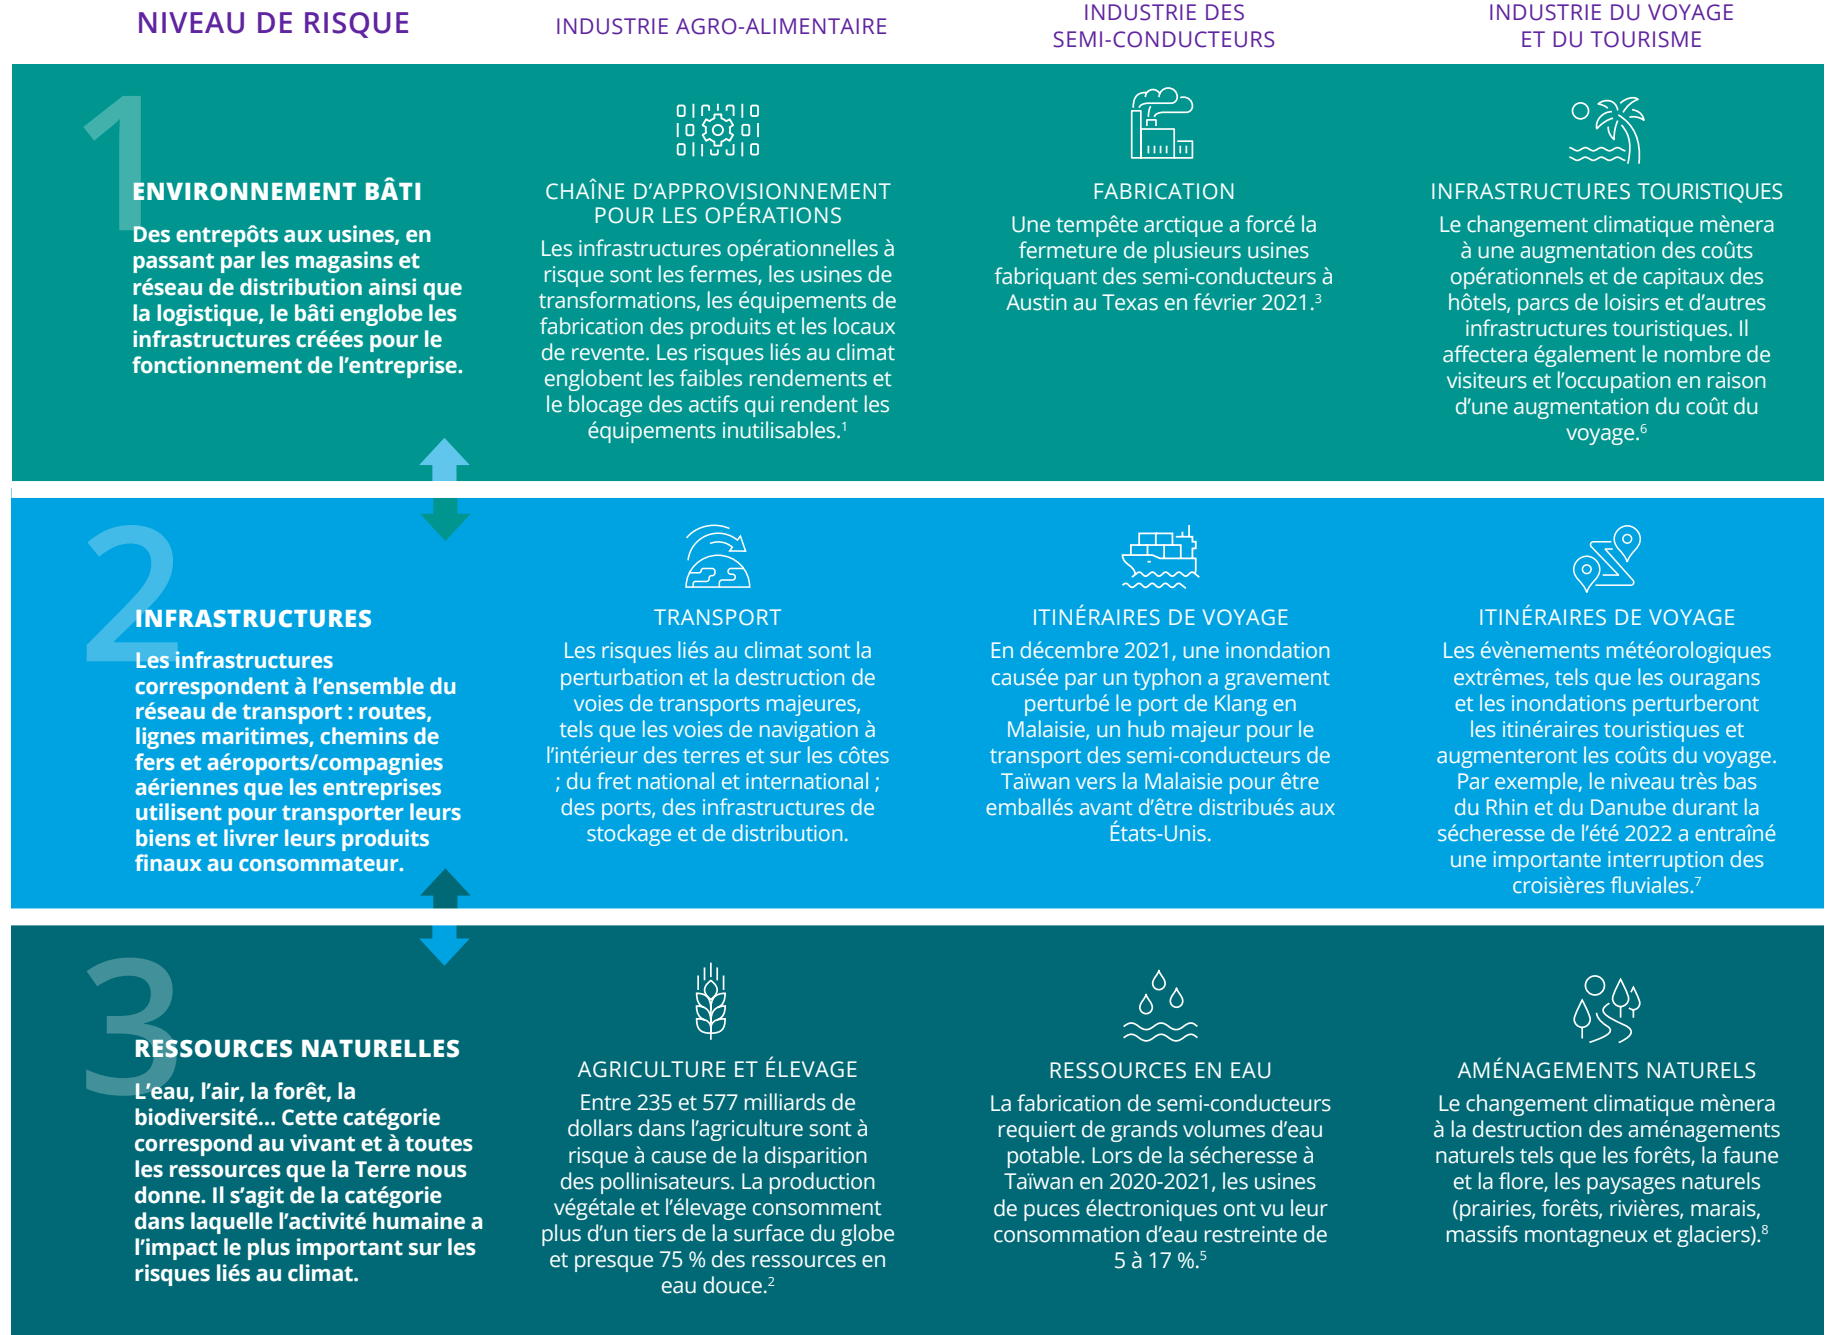 NIVEAU DE RISQUE
INDUSTRIE AGRO-ALIMENTAIRE
INDUSTRIE DES
SEMI-CONDUCTEURS
INDUSTRIE DU VOYAGE
ET DU TOURISME
1
ENVIRONNEMENT BÂTI
Des entrepôts aux usines, en
passant par les magasins et
réseau de distribution ainsi que
la logistique, le bâti englobe les
infrastructures créées pour le
fonctionnement de l’entreprise.
CHAÎNE D’APPROVISIONNEMENT
POUR LES OPÉRATIONS
Les infrastructures opérationnelles à
risque sont les fermes, les usines de
transformations, les équipements de
fabrication des produits et les locaux
de revente. Les risques liés au climat
englobent les faibles rendements et
le blocage des actifs qui rendent les
équipements inutilisables.1
FABRICATION
Une tempête arctique a forcé la
fermeture de plusieurs usines
fabriquant des semi-conducteurs à
Austin au Texas en février 2021.3
INFRASTRUCTURES TOURISTIQUES
Le changement climatique mènera
à une augmentation des coûts
opérationnels et de capitaux des
hôtels, parcs de loisirs et d’autres
infrastructures touristiques. Il
affectera également le nombre de
visiteurs et l’occupation en raison
d’une augmentation du coût du
voyage.6
2
INFRASTRUCTURES
Les infrastructures
correspondent à l’ensemble du
réseau de transport : routes,
lignes maritimes, chemins de
fers et aéroports/compagnies
aériennes que les entreprises
utilisent pour transporter leurs
biens et livrer leurs produits
finaux au consommateur.
TRANSPORT
Les risques liés au climat sont la
perturbation et la destruction de
voies de transports majeures,
tels que les voies de navigation à
l’intérieur des terres et sur les côtes
; du fret national et international ;
des ports, des infrastructures de
stockage et de distribution.
ITINÉRAIRES DE VOYAGE
En décembre 2021, une inondation
causée par un typhon a gravement
perturbé le port de Klang en
Malaisie, un hub majeur pour le
transport des semi-conducteurs de
Taïwan vers la Malaisie pour être
emballés avant d’être distribués aux
États-Unis.
ITINÉRAIRES DE VOYAGE
Les évènements météorologiques
extrêmes, tels que les ouragans
et les inondations perturberont
les itinéraires touristiques et
augmenteront les coûts du voyage.
Par exemple, le niveau très bas
du Rhin et du Danube durant la
sécheresse de l’été 2022 a entraîné
une importante interruption des
croisières fluviales.7
3
RESSOURCES NATURELLES
L’eau, l’air, la forêt, la
biodiversité... Cette catégorie
correspond au vivant et à toutes
les ressources que la Terre nous
donne. Il s’agit de la catégorie
dans laquelle l’activité humaine a
l’impact le plus important sur les
risques liés au climat.
AGRICULTURE ET ÉLEVAGE
Entre 235 et 577 milliards de
dollars dans l’agriculture sont à
risque à cause de la disparition
des pollinisateurs. La production
végétale et l’élevage consomment
plus d’un tiers de la surface du globe
et presque 75 % des ressources en
eau douce.2
RESSOURCES EN EAU
La fabrication de semi-conducteurs
requiert de grands volumes d’eau
potable. Lors de la sécheresse à
Taïwan en 2020-2021, les usines
de puces électroniques ont vu leur
consommation d’eau restreinte de
5 à 17 %.5
AMÉNAGEMENTS NATURELS
Le changement climatique mènera
à la destruction des aménagements
naturels tels que les forêts, la faune
et la flore, les paysages naturels
(prairies, forêts, rivières, marais,
massifs montagneux et glaciers).8